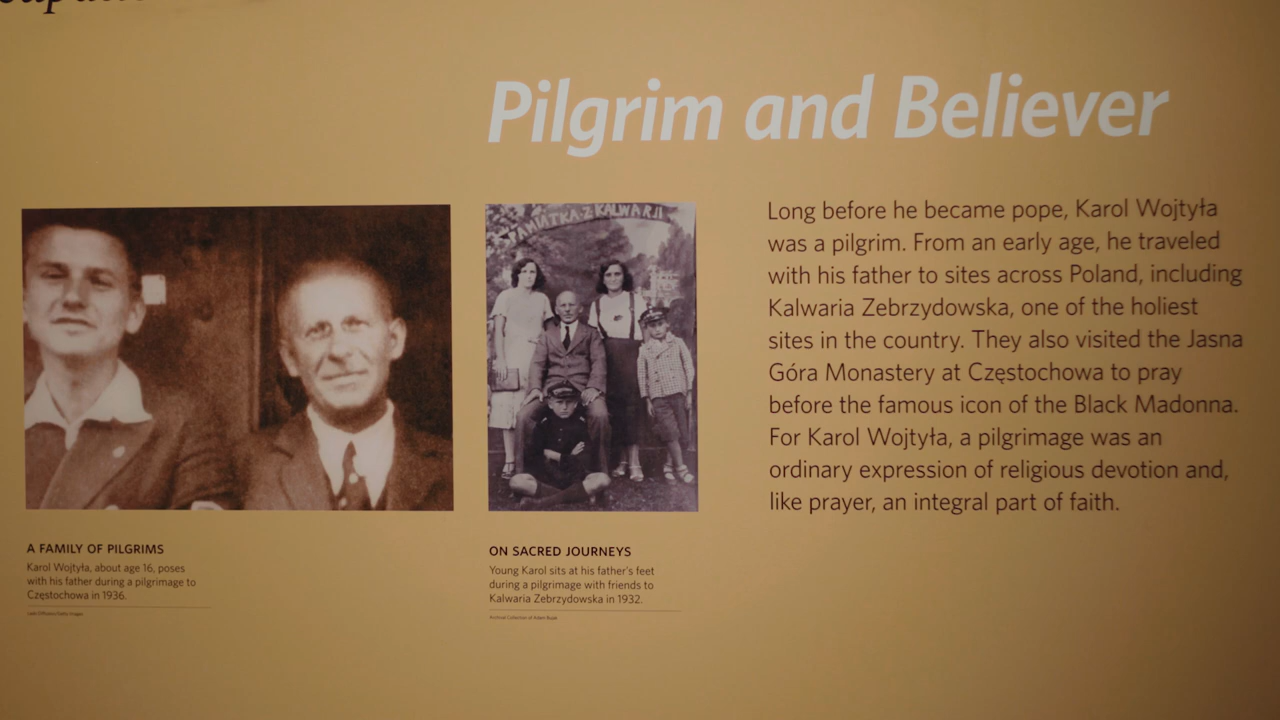 Pilgrim and Believer
PAMIĄTKA·Z KALWARJI
Long before he became pope, Karol Wojtyła
was a pilgrim. From an early age, he traveled
with his father to sites across Poland, including
Kalwaria Zebrzydowska, one of the holiest
sites in the country. They also visited the Jasna
Góra Monastery at Częstochowa to pray
before the famous icon of the Black Madonna.
For Karol Wojtyła, a pilgrimage was an
ordinary expression of religious devotion and,
like prayer, an integral part of faith.
A FAMILY OF PILGRIMS
Karol Wojtyła, about age 16, poses
with his father during a pilgrimage to
Częstochowa in 1936.
ON SACRED JOURNEYS
Young Karol sits at his father's feet
during a pilgrimage with friends to
Kalwaria Zebrzydowska in 1932.